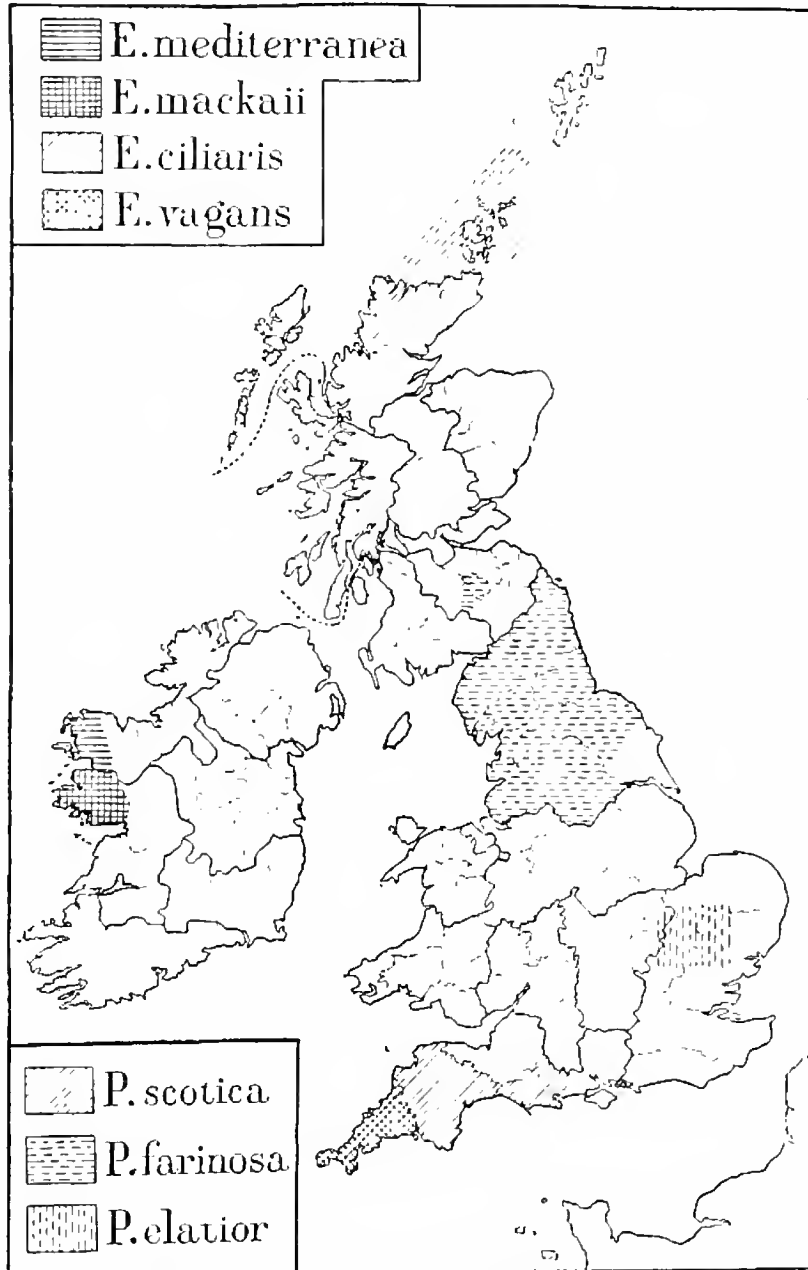 E. mediterranea
E. mackaii
E. ciliaris
E. vagans
P. scotica
P. farinosa
P. elatior